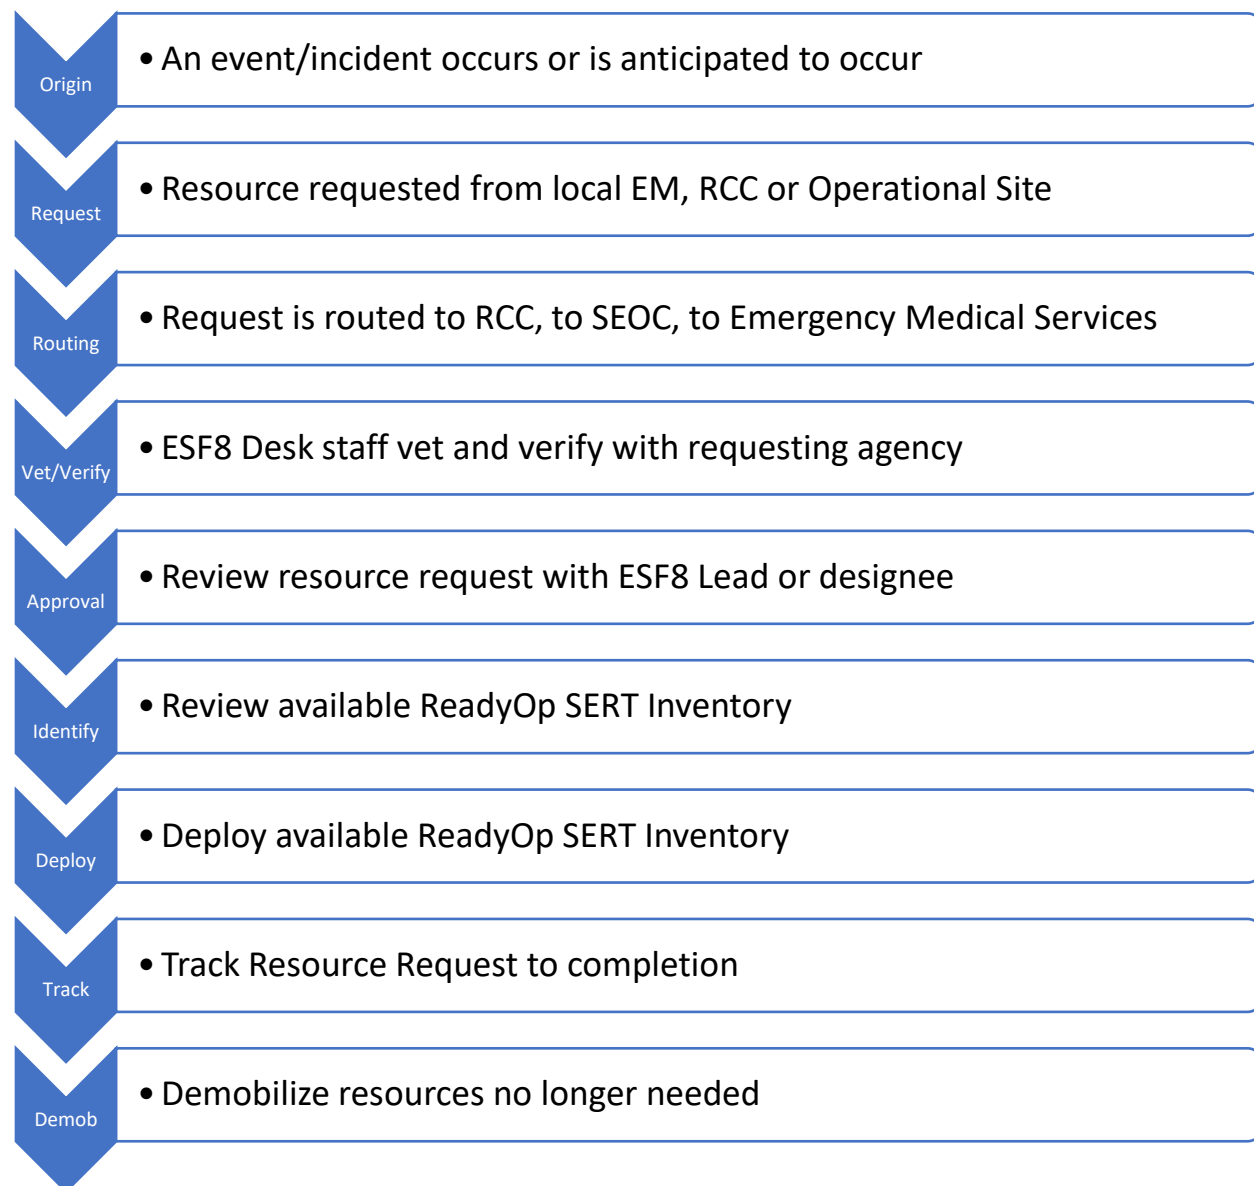 Origin
• An event/incident occurs or is anticipated to occur
Request
• Resource requested from local EM, RCC or Operational Site
Routing
• Request is routed to RCC, to SEOC, to Emergency Medical Services
Vet/Verify
• ESF8 Desk staff vet and verify with requesting agency
Approval
• Review resource request with ESF8 Lead or designee
Identify
• Review available ReadyOp SERT Inventory
Deploy
• Deploy available ReadyOp SERT Inventory
Track
• Track Resource Request to completion
Demob
• Demobilize resources no longer needed